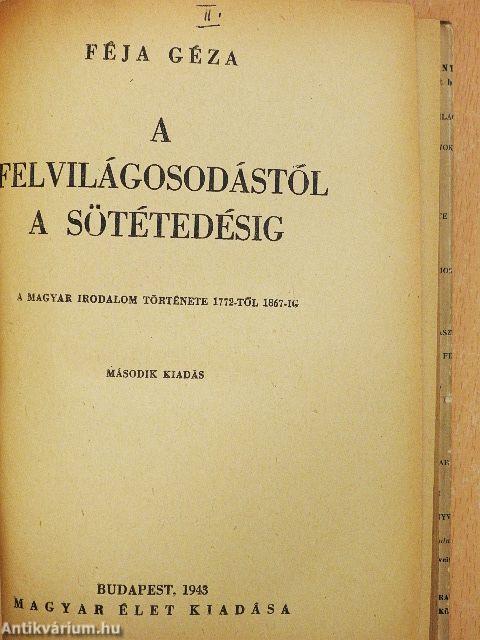 II.
FÉJA GÉZA
A
FELVILÁGOSODÁSTÓL
A SÖTÉTEDÉSIG
A MAGYAR IRODALOM TÖRTÉNETE 1772-TŐL 1867-IG
MÁSODIK KIADÁS
BUDAPEST, 1943
MAGYAR ÉLET KIADÁSA
Antikvárium.hu